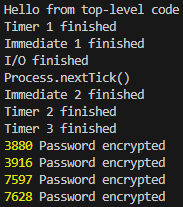 Hello from top-level code
Timer 1 finished
Immediate 1 finished
I/O finished
Process.nextTick()
Immediate 2 finished
Timer 2 finished
Timer 3 finished
3880 Password encrypted
3916 Password encrypted
7597 Password encrypted
7628 Password encrypted